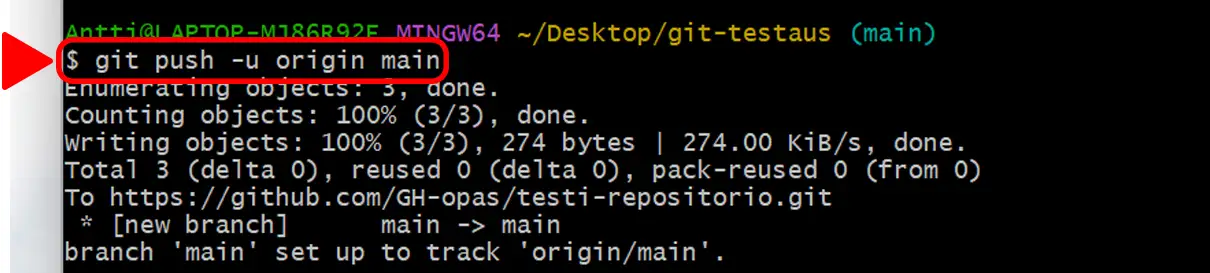 Antti@LAPTOP-MJ86R92F MINGW64 ~/Desktop/git-testaus (main)
$ git push -u origin main
Enumerating objects: 3, done.
Counting objects: 100% (3/3), done.
Writing objects: 100% (3/3), 274 bytes | 274.00 KiB/s, done.
Total 3 (delta 0), reused 0 (delta 0), pack-reused 0 (from 0)
To https://github.com/GH-opas/testi-repositorio.git
 * [new branch]      main -> main
branch 'main' set up to track 'origin/main'.